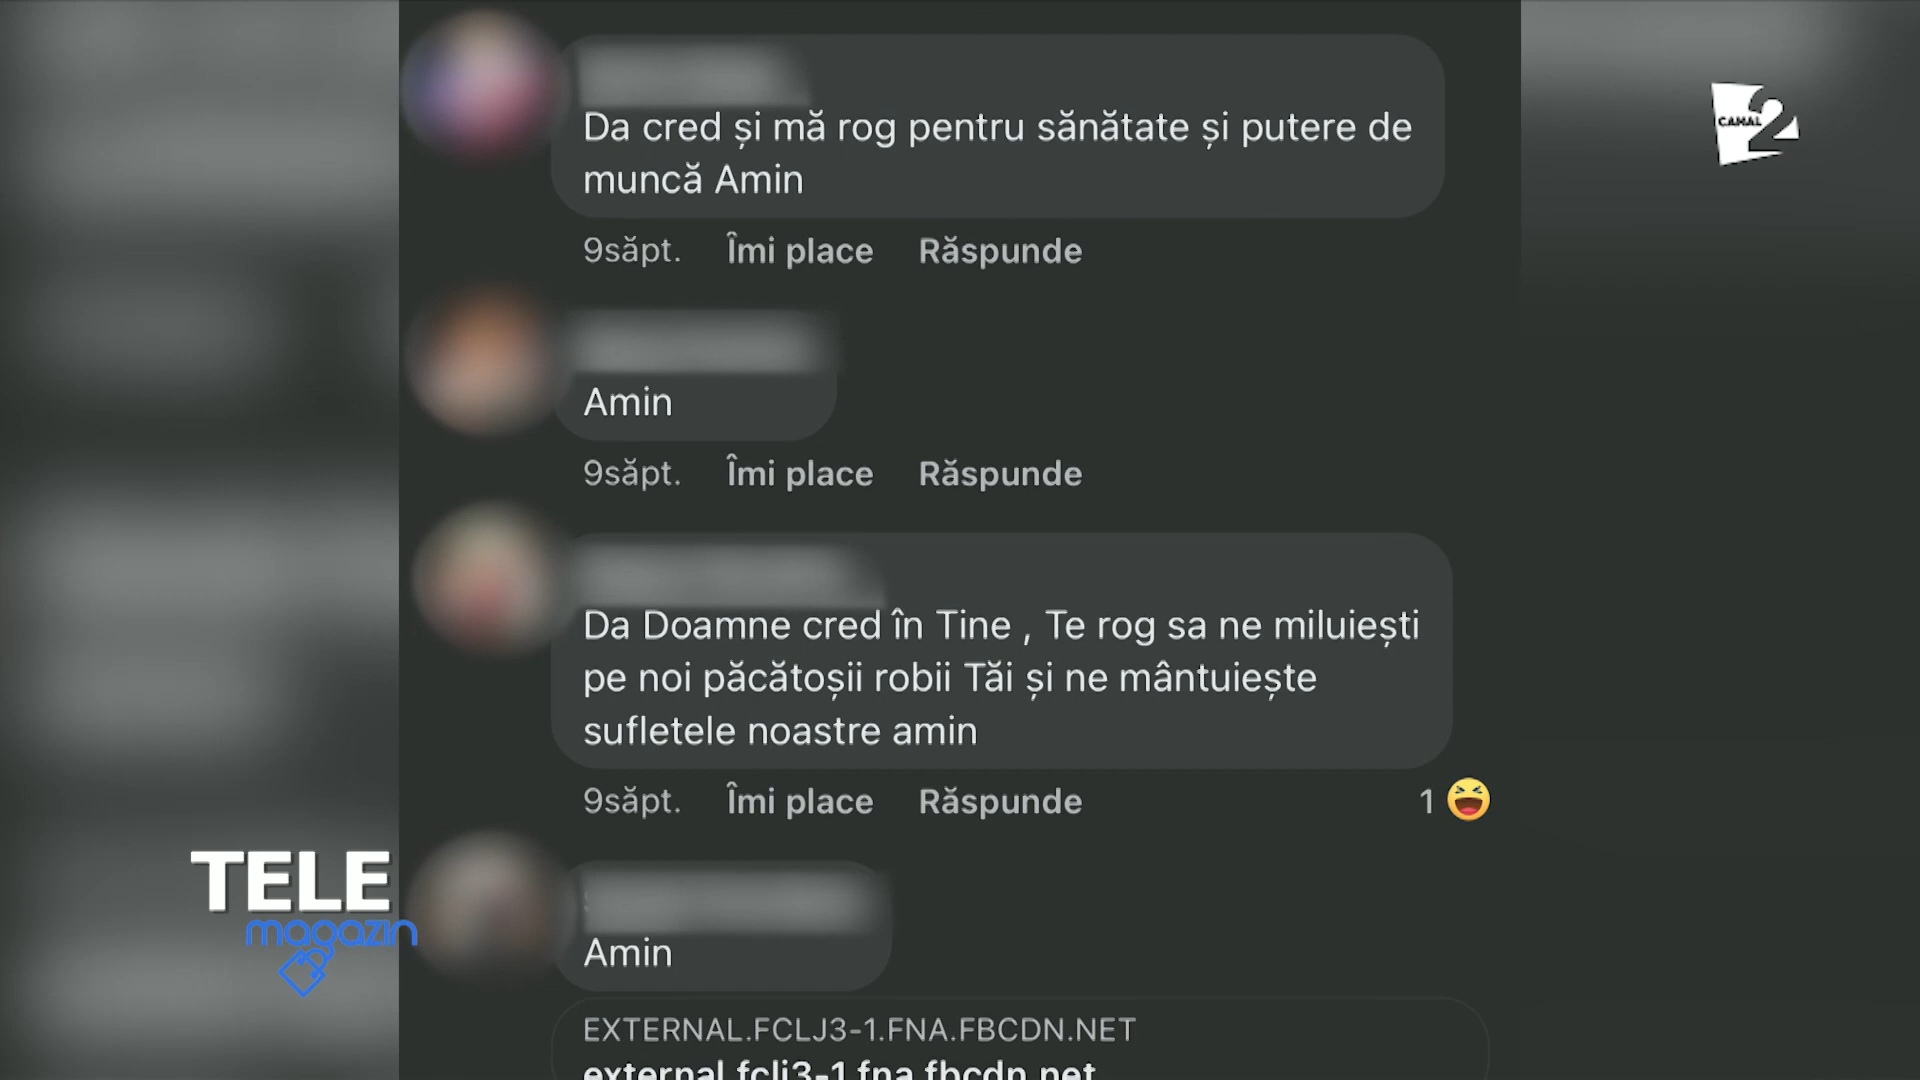 Da cred și mă rog pentru sănătate și putere de
muncă Amin
9săpt. Îmi place Răspunde
Amin
9săpt. Îmi place Răspunde
Da Doamne cred în Tine , Te rog sa ne miluiești
pe noi păcătoșii robii Tăi și ne mântuiește
sufletele noastre amin
9săpt. Îmi place Răspunde 1
Amin
EXTERNAL.FCLJ3-1.FNA.FBCDN.NET
external.fclj3-1.fna.fbcdn.net
CANAL 2
TELE
magazin